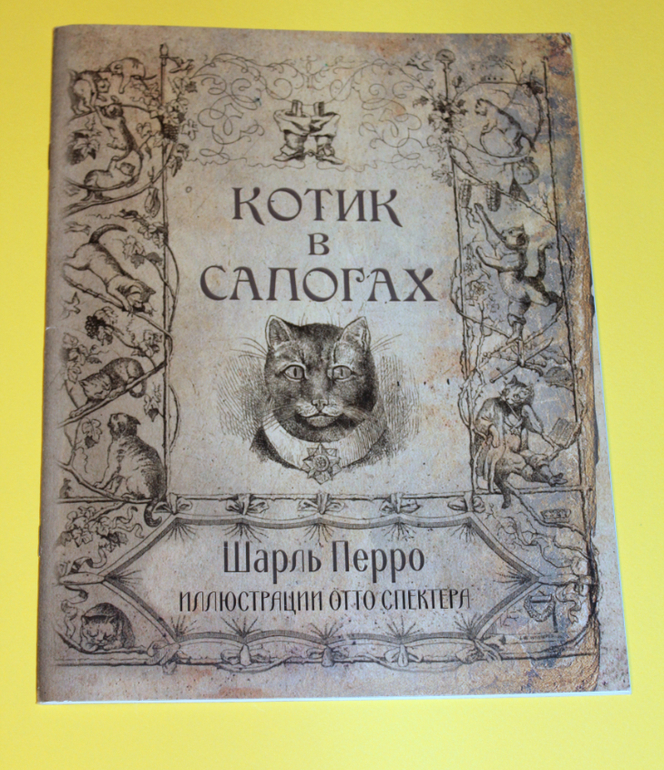 КОТИК
В
САПОГАХ
Шарль Перро
ИЛЛЮСТРАЦИИ ОТТО СПЕКТЕРА